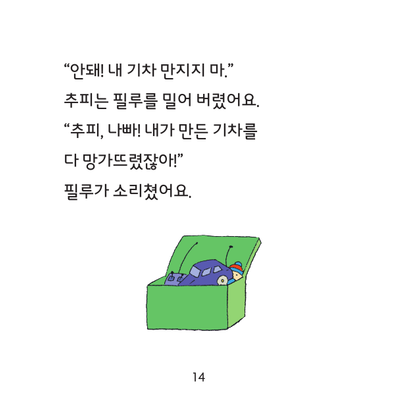 “안돼! 내 기차 만지지 마.”
추피는 필루를 밀어 버렸어요.
“추피, 나빠! 내가 만든 기차를
다 망가뜨렸잖아!”
필루가 소리쳤어요.
14